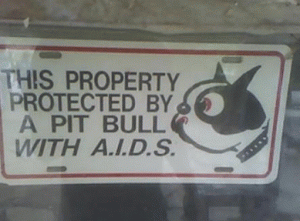 THIS PROPERTY
PROTECTED BY
A PIT BULL
WITH A.I.D.S.